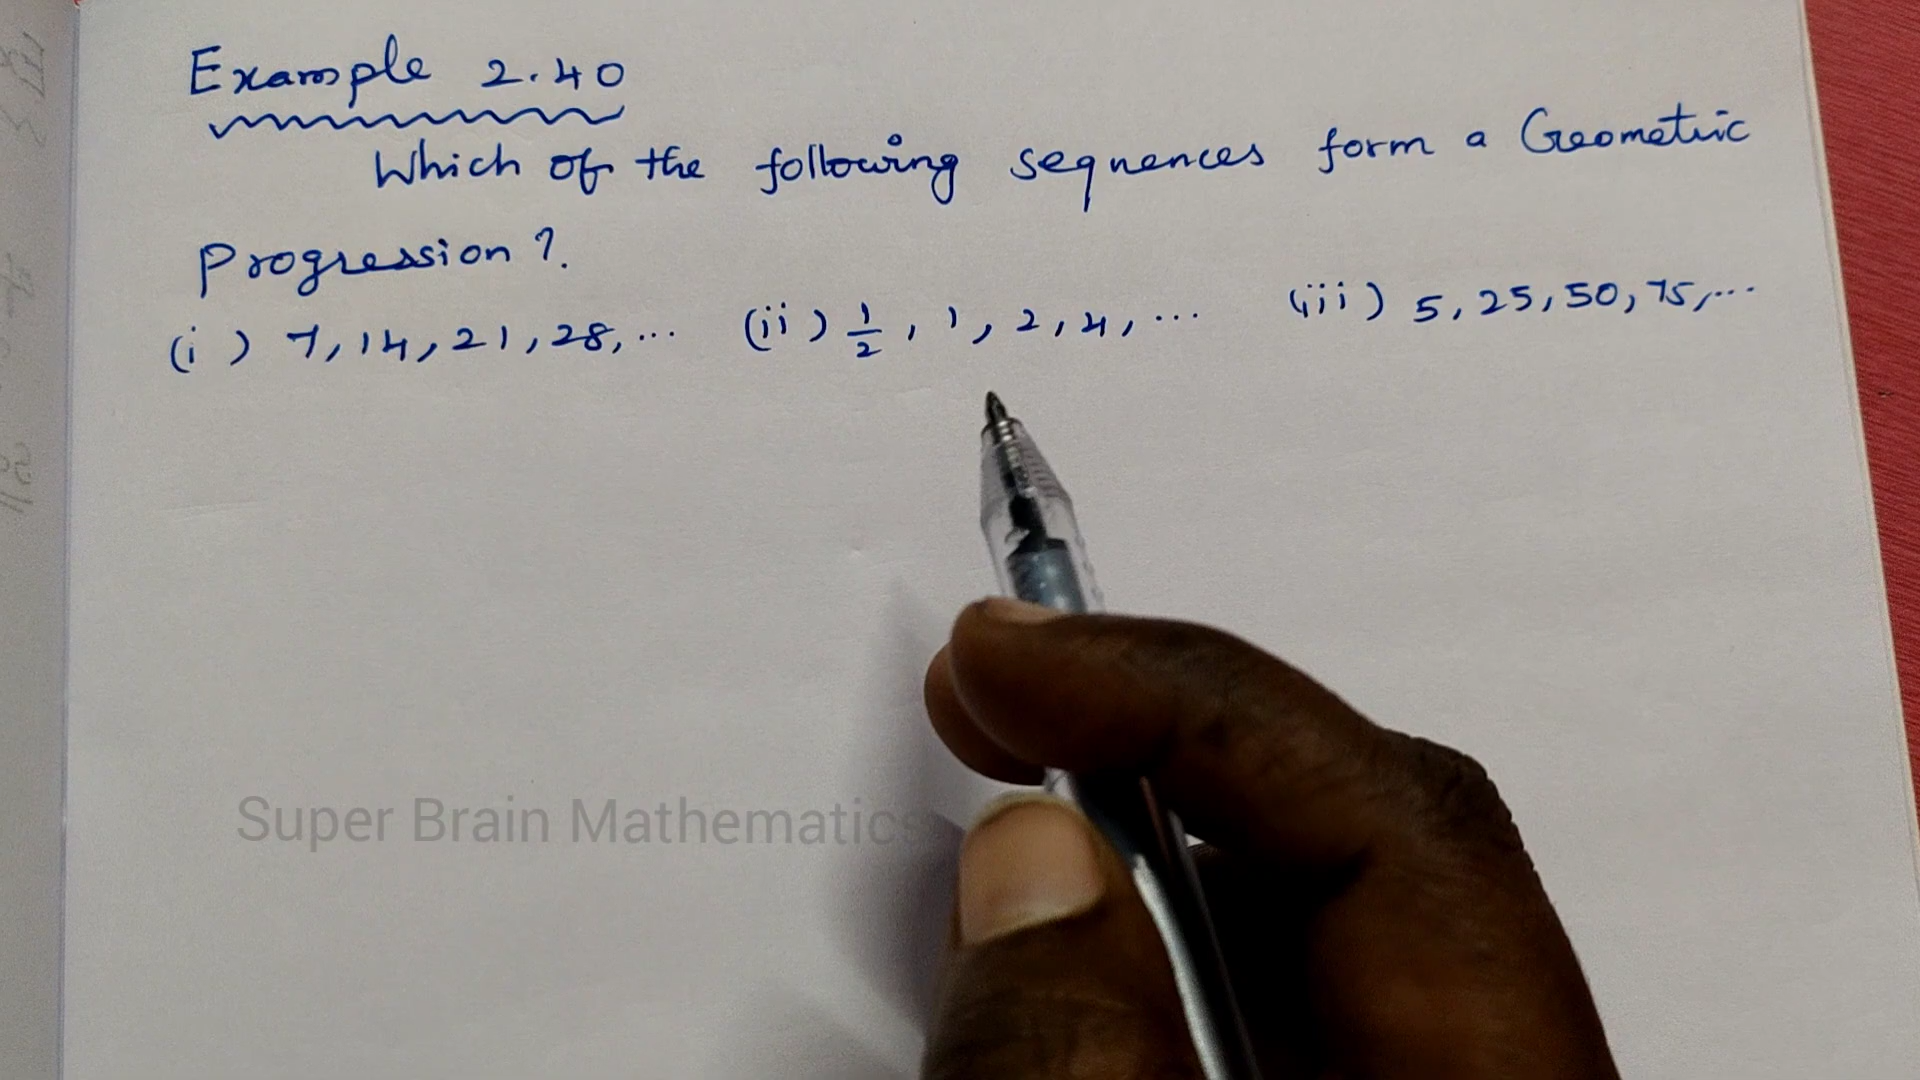 Example 2.40
Which of the following sequences form a Geometric
Progression ?.
(i) 7, 14, 21, 28, ... (ii) 1/2, 1, 2, 4, ... (iii) 5, 25, 50, 75, ...
Super Brain Mathematics